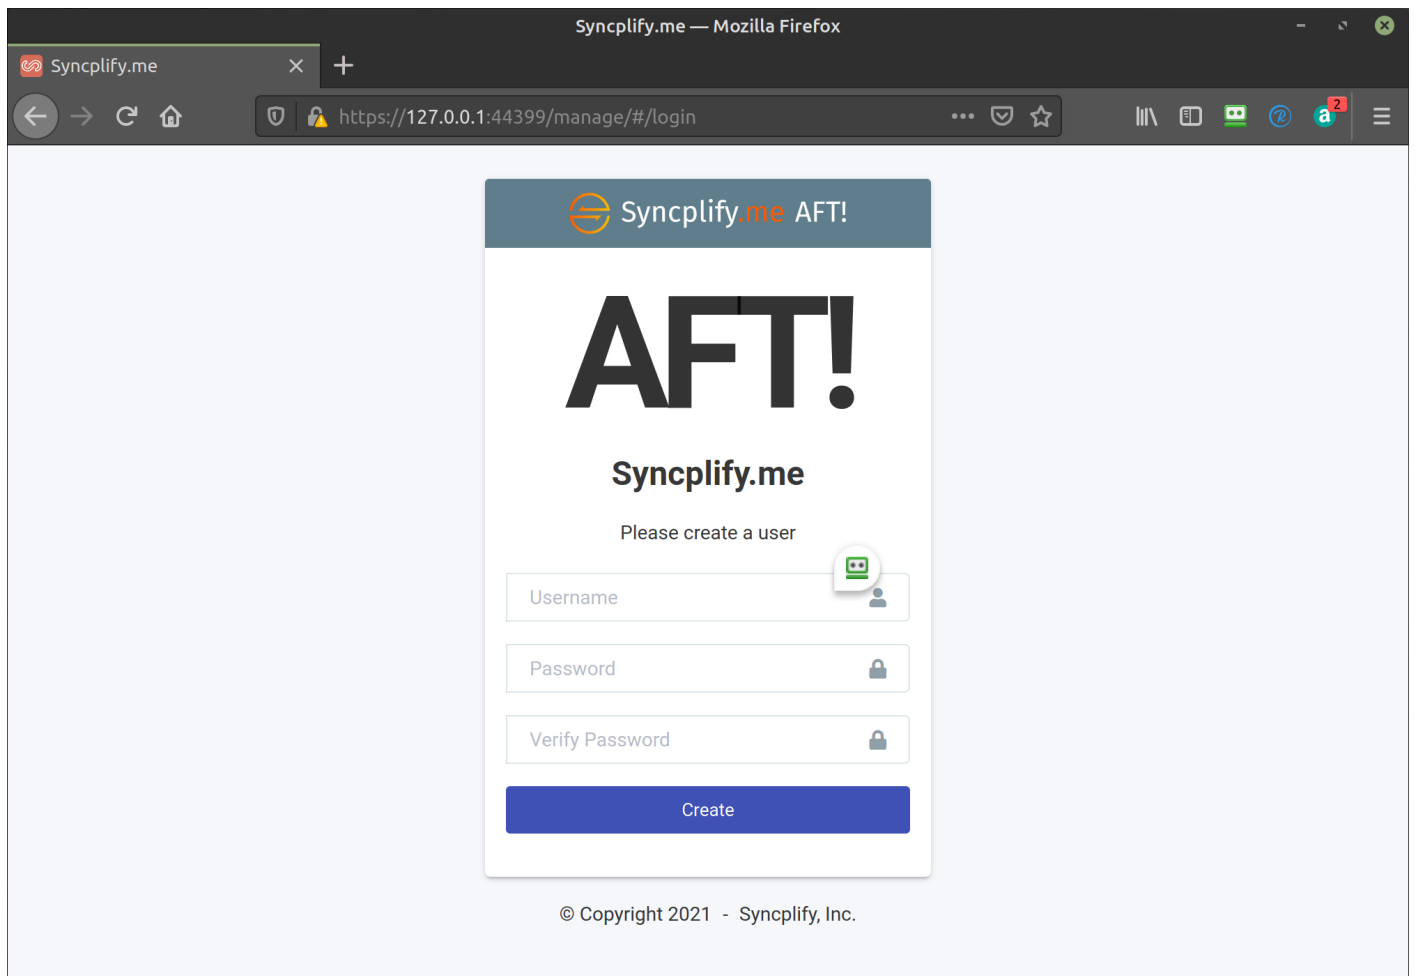 Syncplify.me — Mozilla Firefox
Syncplify.me
https://127.0.0.1:44399/manage/#/login
a 2
Syncplify.me AFT!
AFT!
Syncplify.me
Please create a user
Username
Password
Verify Password
Create
© Copyright 2021 - Syncplify, Inc.